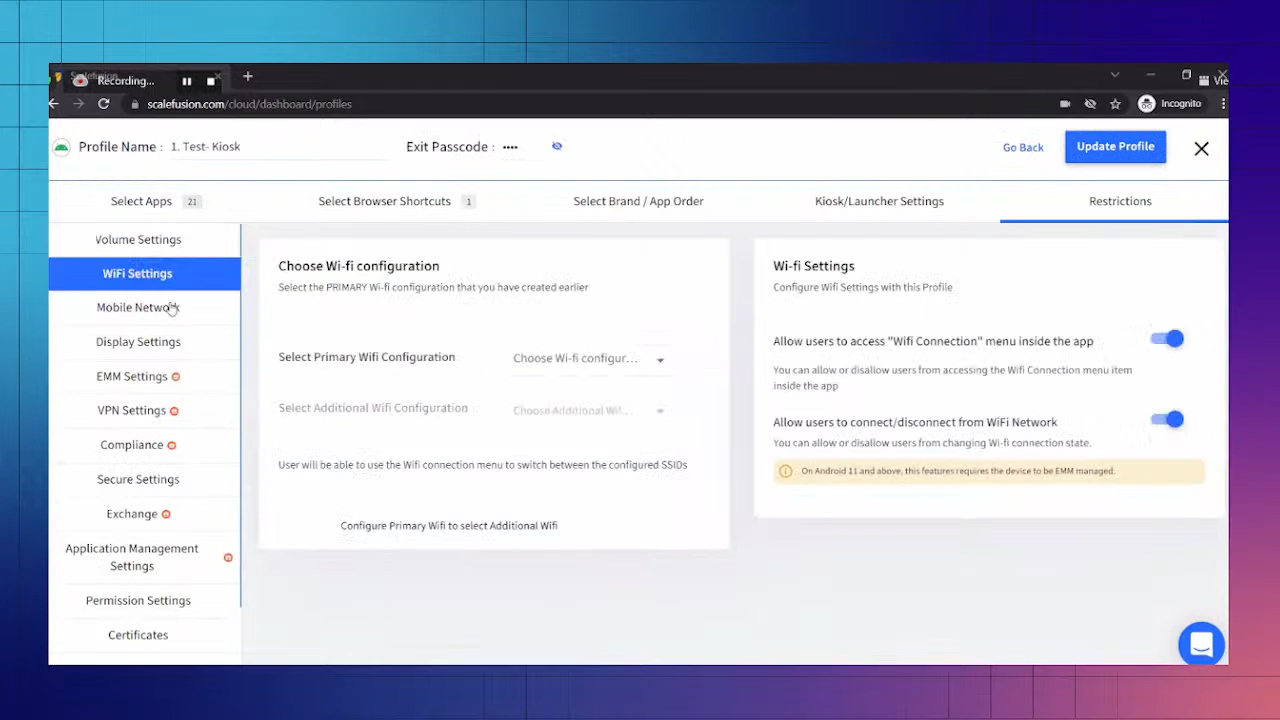 Scalefusion
Recording...
Vie
scalefusion.com/cloud/dashboard/profiles
Incognito
Profile Name : 1. Test- Kiosk
Exit Passcode : ••••
Go Back
Update Profile
Select Apps 21
Select Browser Shortcuts 1
Select Brand / App Order
Kiosk/Launcher Settings
Restrictions
Volume Settings
WiFi Settings
Mobile Network
Display Settings
EMM Settings
VPN Settings
Compliance
Secure Settings
Exchange
Application Management
Settings
Permission Settings
Certificates
Choose Wi-fi configuration
Select the PRIMARY Wi-fi configuration that you have created earlier
Select Primary Wifi Configuration
Choose Wi-fi configur...
Select Additional Wifi Configuration
Choose Additional Wif...
User will be able to use the Wifi connection menu to switch between the configured SSIDs
Configure Primary Wifi to select Additional Wifi
Wi-fi Settings
Configure Wifi Settings with this Profile
Allow users to access "Wifi Connection" menu inside the app
You can allow or disallow users from accessing the Wifi Connection menu item
inside the app
Allow users to connect/disconnect from WiFi Network
You can allow or disallow users from changing Wi-fi connection state.
On Android 11 and above, this features requires the device to be EMM managed.